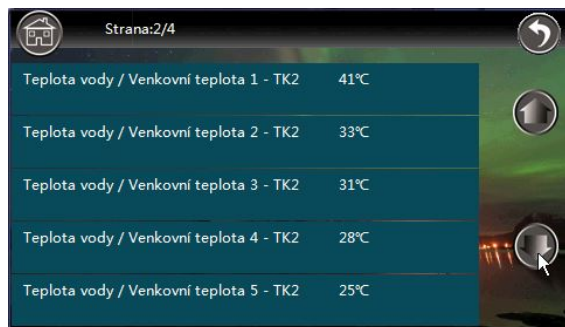 Strana:2/4
Teplota vody / Venkovní teplota 1 - TK2 41℃
Teplota vody / Venkovní teplota 2 - TK2 33℃
Teplota vody / Venkovní teplota 3 - TK2 31℃
Teplota vody / Venkovní teplota 4 - TK2 28℃
Teplota vody / Venkovní teplota 5 - TK2 25℃